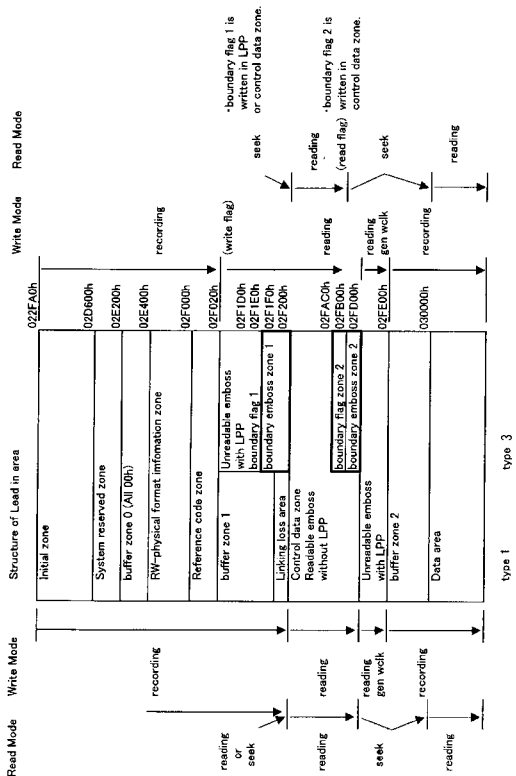 Structure of Lead in area
Read Mode
Write Mode
Write Mode
Read Mode
Initial zone
System reserved zone
buffer zone 0 (All 00h)
RW-physical format imfomation zone
Reference code zone
buffer zone 1
Unreadable emboss
with LPP
boundary flag 1
boundary emboss zone 1
Linking loss area
Control data zone
Readable emboss
without LPP
boundary flag zone 2
boundary emboss zone 2
Unreadable emboss
with LPP
buffer zone 2
Data area
type 1
type 3
022FA0h
02D600h
02E200h
02E400h
02F000h
02F020h
02F1D0h
02F1E0h
02F1F0h
02F200h
02FAC0h
02FB00h
02FD00h
02FE00h
030000h
recording
reading
or
seek
reading
reading
reading
gen wclk
seek
recording
reading
recording
(write flag)
reading
reading
gen wclk
recording
seek
reading
(read flag)
seek
reading
・boundary flag 1 is
written in LPP
or control data zone.
・boundary flag 2 is
written in
control data zone.